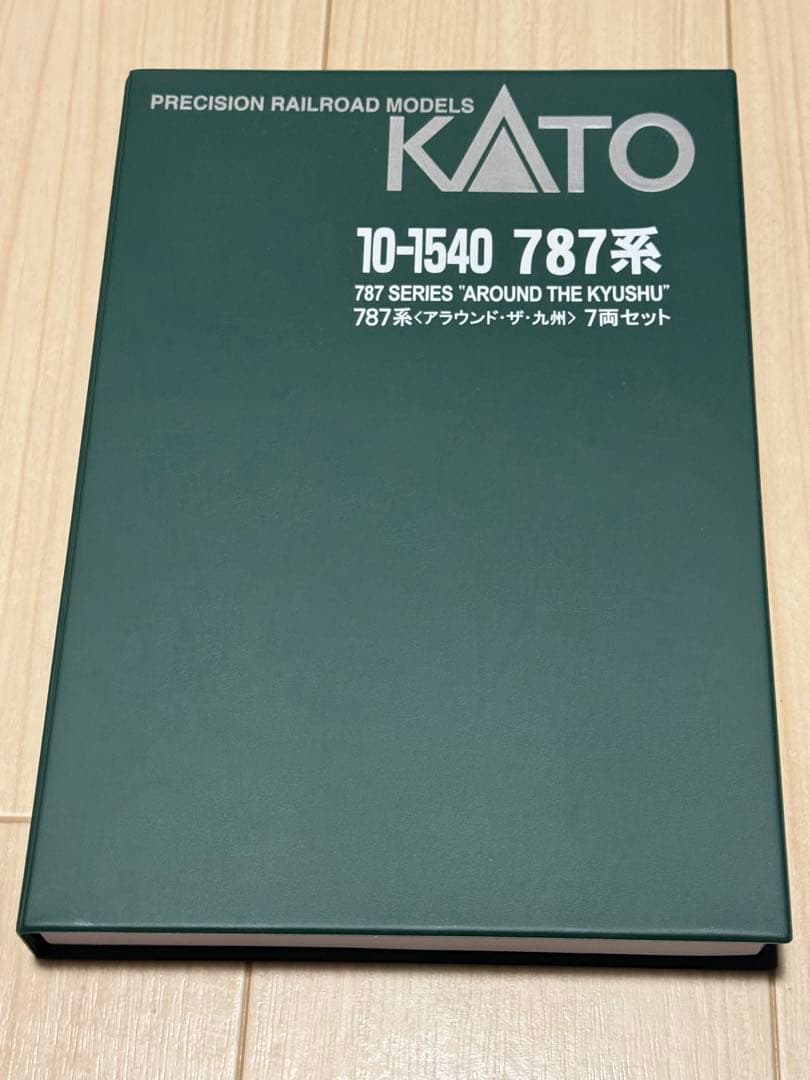 PRECISION RAILROAD MODELS
KATO
10-1540 787系
787 SERIES "AROUND THE KYUSHU"
787系〈アラウンド・ザ・九州〉 7両セット